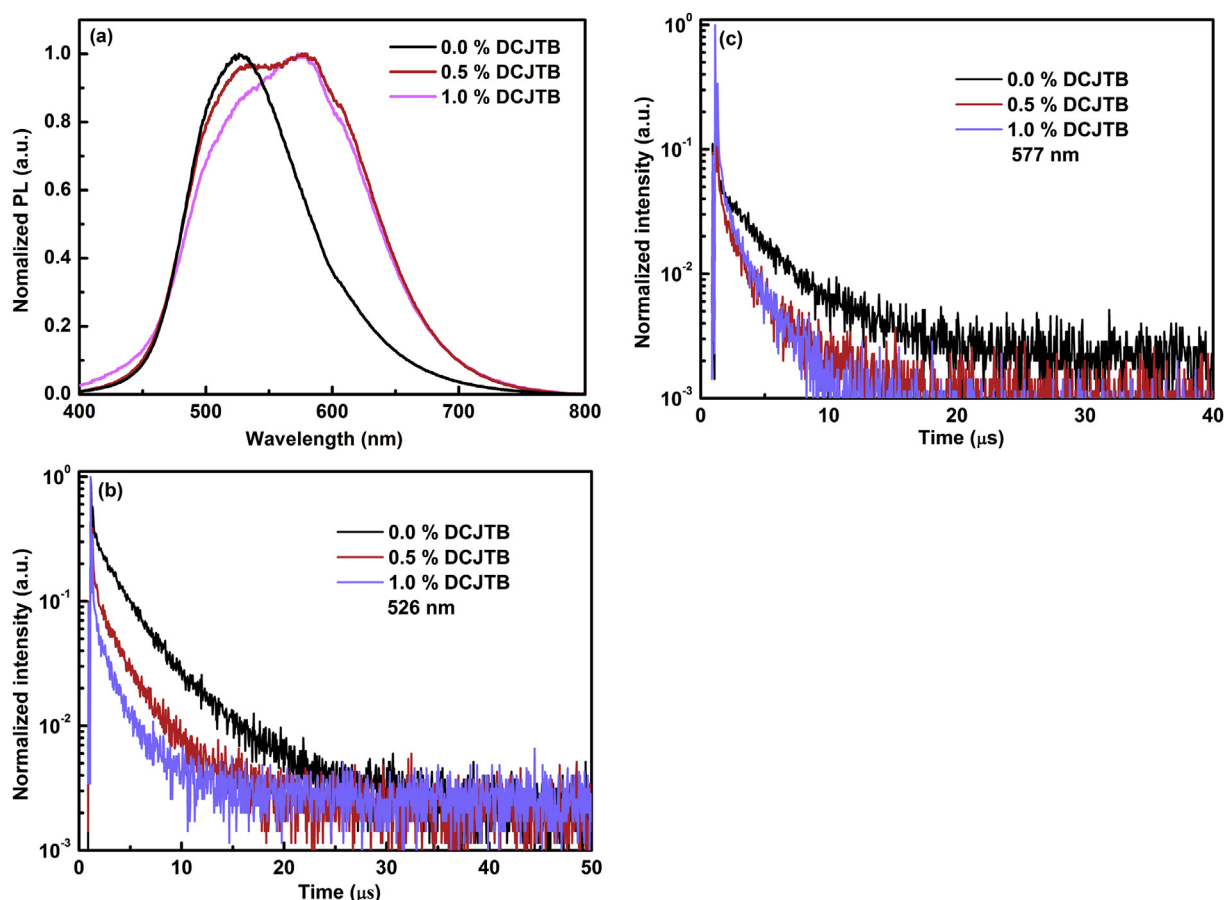 (a)
0.0 % DCJTB
0.5 % DCJTB
1.0 % DCJTB
Nomalized PL (a.u.)
1.0
0.8
0.6
0.4
0.2
0.0
400 500 600 700 800
Wavelength (nm)
(c)
0.0 % DCJTB
0.5 % DCJTB
1.0 % DCJTB
577 nm
Normalized intensity (a.u.)
10⁰
10⁻¹
10⁻²
10⁻³
0 10 20 30 40
Time (μs)
(b)
0.0 % DCJTB
0.5 % DCJTB
1.0 % DCJTB
526 nm
Normalized intensity (a.u.)
10⁰
10⁻¹
10⁻²
10⁻³
0 10 20 30 40 50
Time (μs)